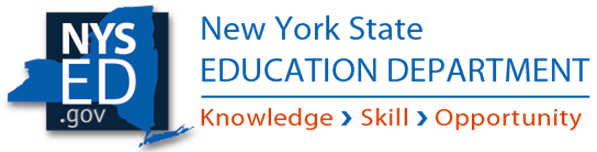 NYS
ED
.gov
New York State
EDUCATION DEPARTMENT
Knowledge › Skill › Opportunity